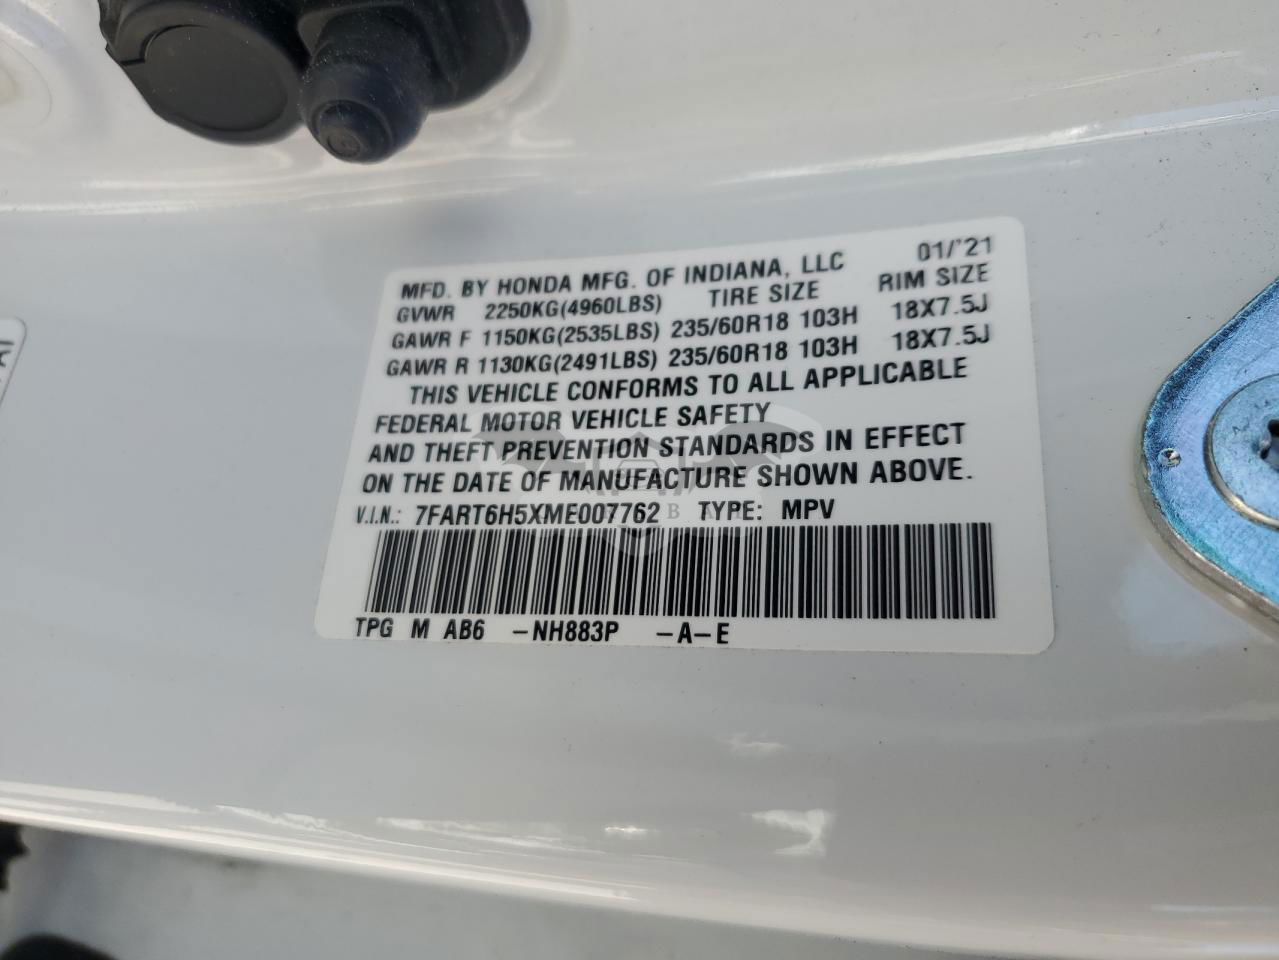 MFD. BY HONDA MFG. OF INDIANA, LLC 01/'21
GVWR 2250KG(4960LBS) TIRE SIZE RIM SIZE
GAWR F 1150KG(2535LBS) 235/60R18 103H 18X7.5J
GAWR R 1130KG(2491LBS) 235/60R18 103H 18X7.5J
THIS VEHICLE CONFORMS TO ALL APPLICABLE
FEDERAL MOTOR VEHICLE SAFETY
AND THEFT PREVENTION STANDARDS IN EFFECT
ON THE DATE OF MANUFACTURE SHOWN ABOVE.
V.I.N.: 7FART6H5XME007762 TYPE: MPV
TPG M AB6 -NH883P -A-E